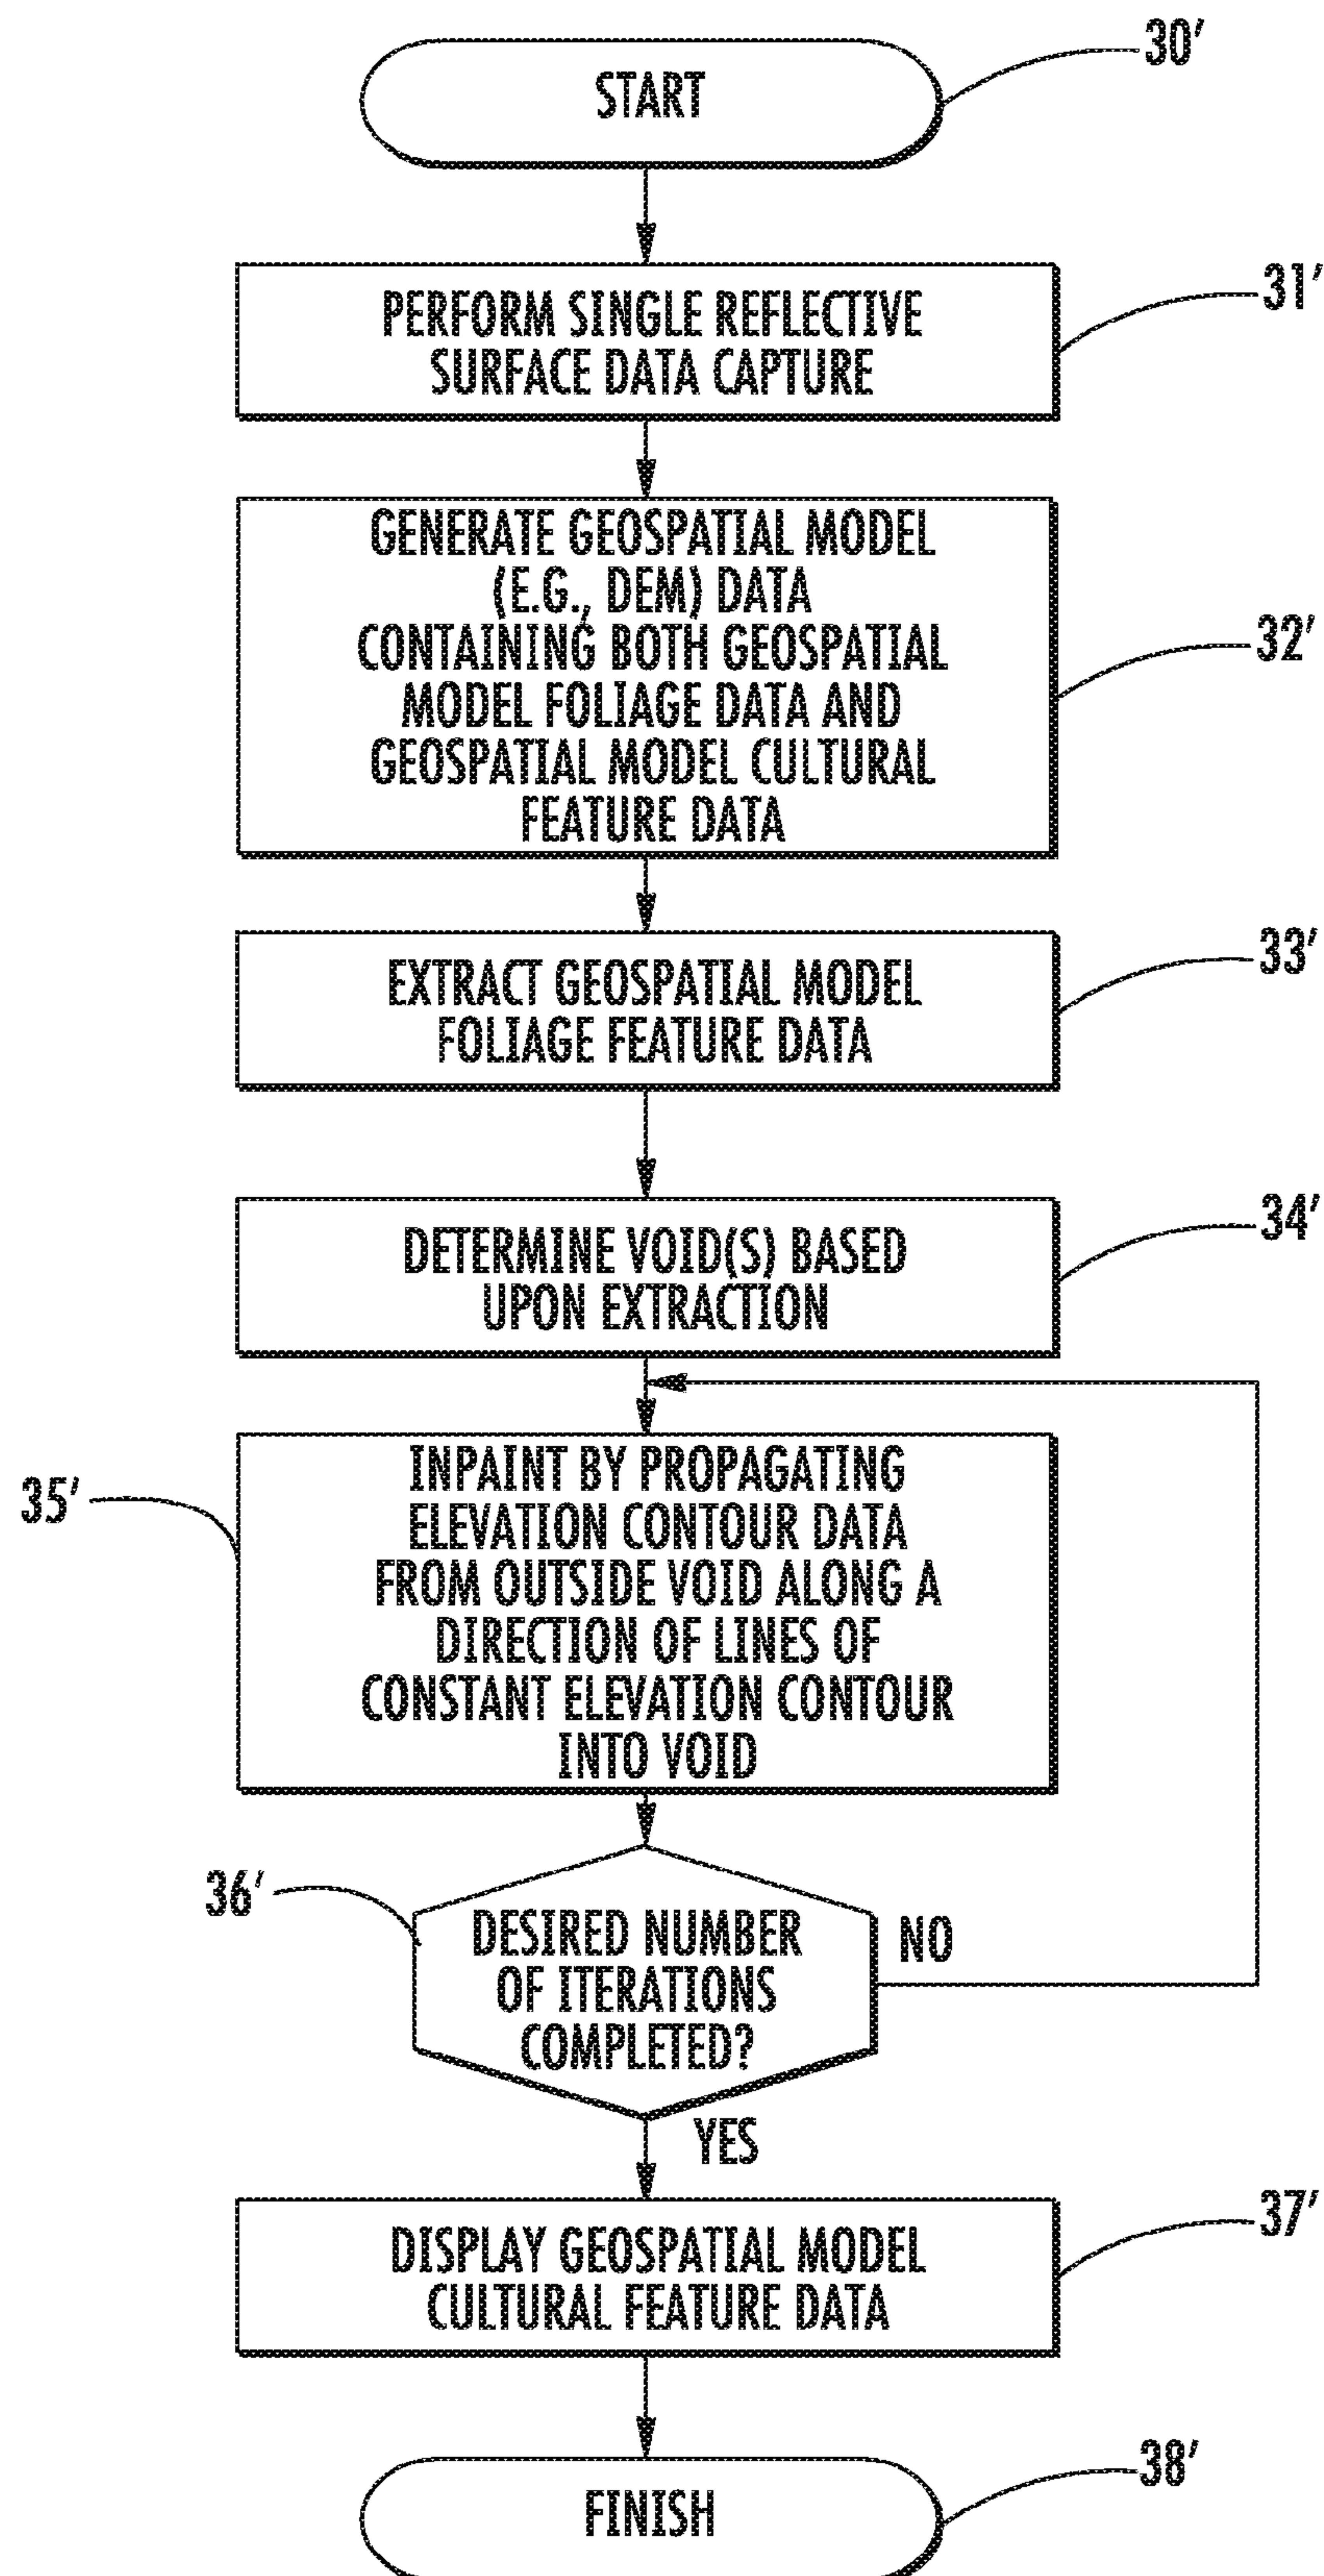 30'
START
31'
PERFORM SINGLE REFLECTIVE
SURFACE DATA CAPTURE
GENERATE GEOSPATIAL MODEL
(E.G., DEM) DATA
CONTAINING BOTH GEOSPATIAL
MODEL FOLIAGE DATA AND
GEOSPATIAL MODEL CULTURAL
FEATURE DATA
32'
33'
EXTRACT GEOSPATIAL MODEL
FOLIAGE FEATURE DATA
34'
DETERMINE VOID(S) BASED
UPON EXTRACTION
35'
INPAINT BY PROPAGATING
ELEVATION CONTOUR DATA
FROM OUTSIDE VOID ALONG A
DIRECTION OF LINES OF
CONSTANT ELEVATION CONTOUR
INTO VOID
36'
DESIRED NUMBER
OF ITERATIONS
COMPLETED?
NO
YES
37'
DISPLAY GEOSPATIAL MODEL
CULTURAL FEATURE DATA
38'
FINISH